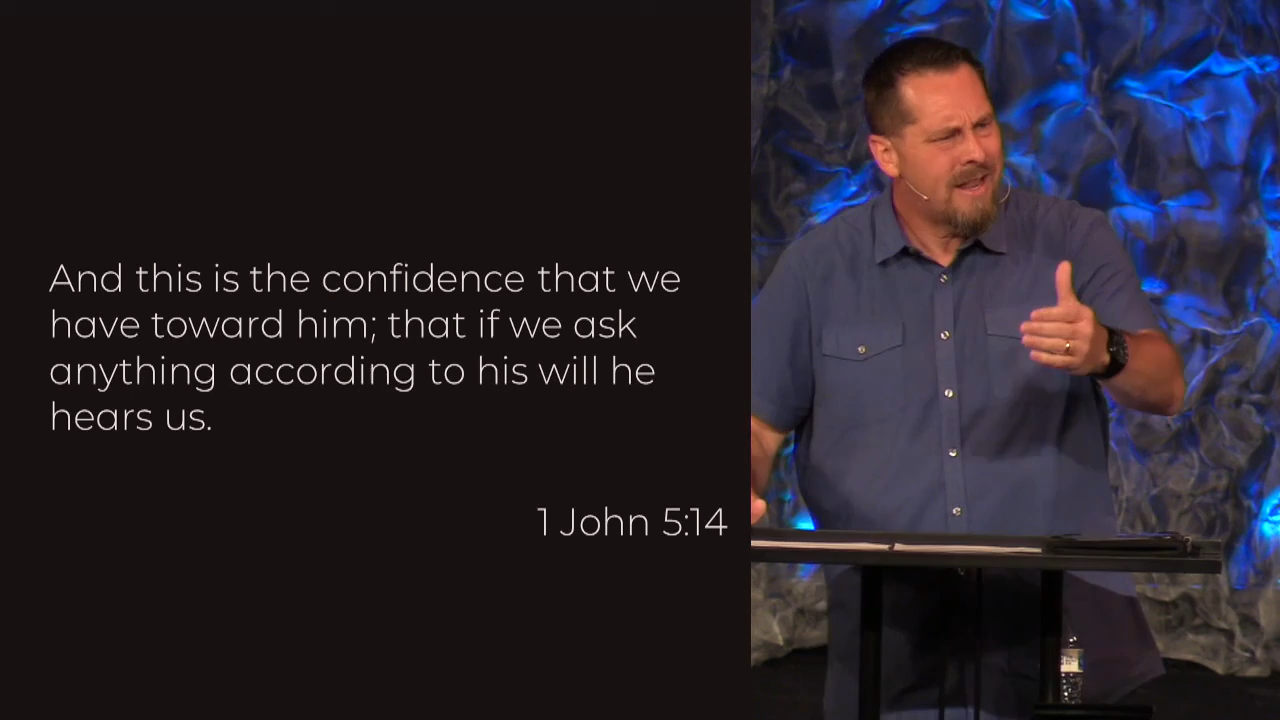 And this is the confidence that we
have toward him; that if we ask
anything according to his will he
hears us.
1 John 5:14